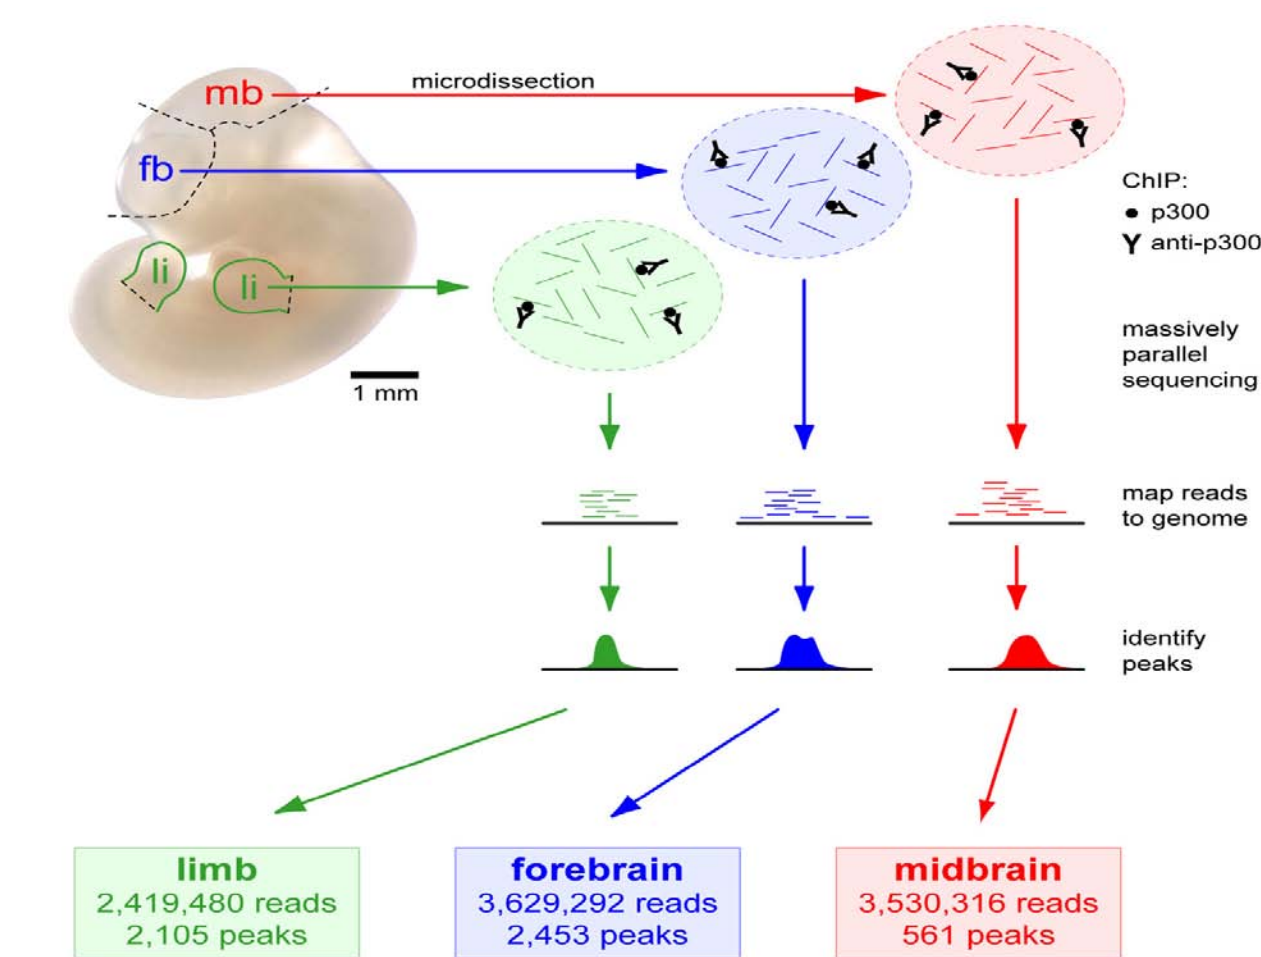 mb
microdissection
fb
li
li
1 mm
ChIP:
p300
anti-p300
massively
parallel
sequencing
map reads
to genome
identify
peaks
limb
2,419,480 reads
2,105 peaks
forebrain
3,629,292 reads
2,453 peaks
midbrain
3,530,316 reads
561 peaks